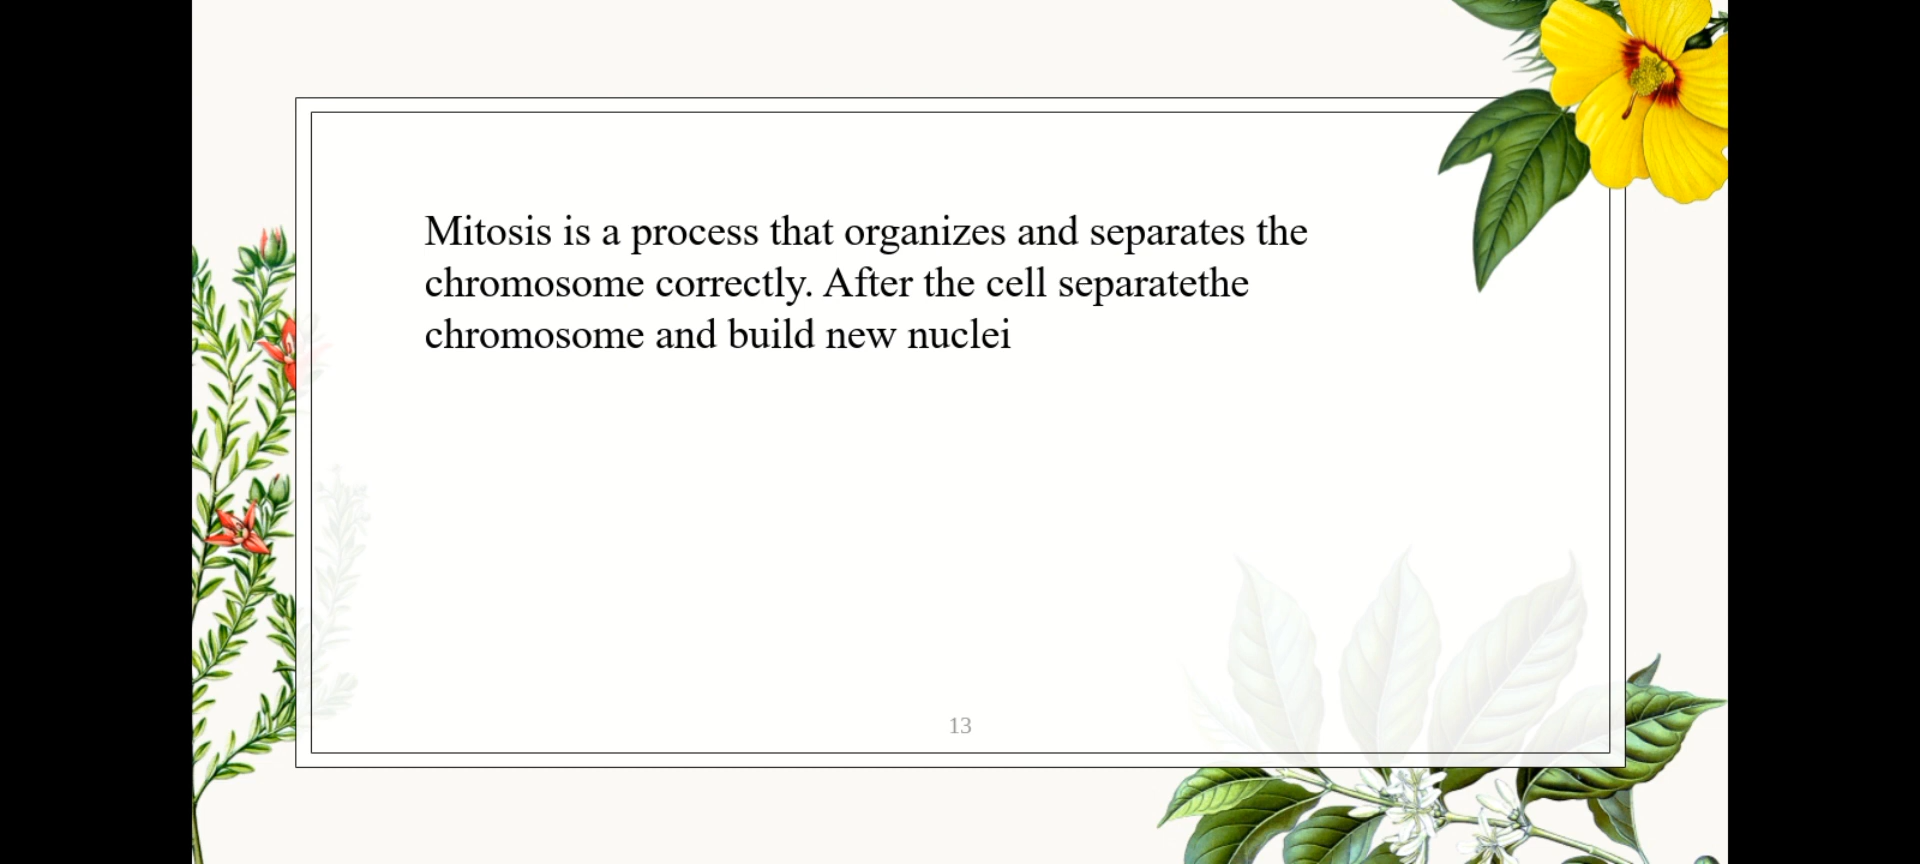 Mitosis is a process that organizes and separates the
chromosome correctly. After the cell separatethe
chromosome and build new nuclei
13